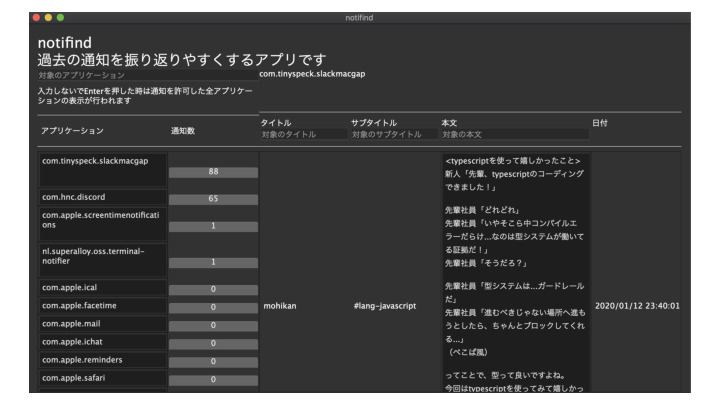 notifind
notifind
過去の通知を振り返りやすくするアプリです
対象のアプリケーション
com.tinyspeck.slackmacgap
入力しないでEnterを押した時は通知を許可した全アプリケー
ションの表示が行われます
アプリケーション 通知数
タイトル サブタイトル 本文 日付
対象のタイトル 対象のサブタイトル 対象の本文
com.tinyspeck.slackmacgap 88
com.hnc.discord 65
com.apple.screentimenotificati
ons 1
nl.superalloy.oss.terminal-
notifier 1
com.apple.ical 0
com.apple.facetime 0
com.apple.mail 0
com.apple.ichat 0
com.apple.reminders 0
com.apple.safari 0
mohikan
#lang-javascript
<typescriptを使って嬉しかったこと>
新人「先輩、typescriptのコーディング
できました！」
先輩社員「どれどれ」
先輩社員「いやそこら中コンパイルエ
ラーだらけ...なのは型システムが働いて
る証拠だ！」
先輩社員「そうだろ？」
先輩社員「型システムは...ガードレール
だ」
先輩社員「進むべきじゃない場所へ進も
うとしたら、ちゃんとブロックしてくれ
る...」
（ぺこぱ風）
ってことで、型って良いですよね。
今回はtypescriptを使ってみて嬉しかっ
2020/01/12 23:40:01